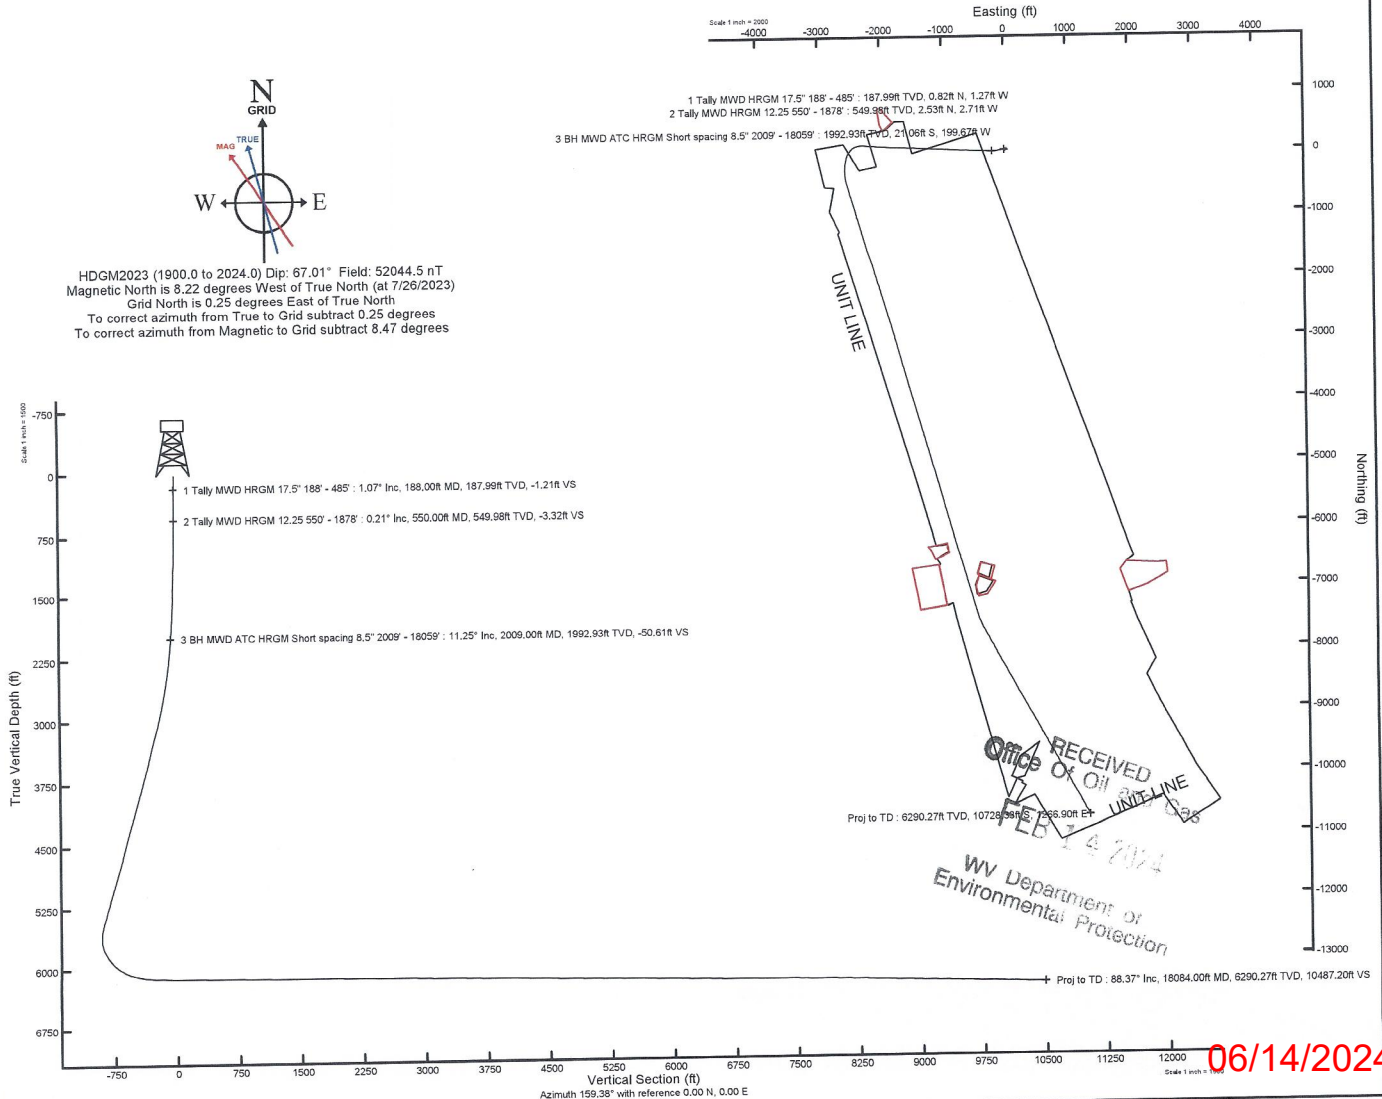 Easting (ft)
Scale 1 inch = 2000
-4000 -3000 -2000 -1000 0 1000 2000 3000 4000
N
GRID
TRUE
MAG
W E
HDGM2023 (1900.0 to 2024.0) Dip: 67.01° Field: 52044.5 nT
Magnetic North is 8.22 degrees West of True North (at 7/26/2023)
Grid North is 0.25 degrees East of True North
To correct azimuth from True to Grid subtract 0.25 degrees
To correct azimuth from Magnetic to Grid subtract 8.47 degrees
1 Tally MWD HRGM 17.5" 188' - 485' : 187.99ft TVD, 0.82ft N, 1.27ft W
2 Tally MWD HRGM 12.25 550' - 1878' : 549.98ft TVD, 2.53ft N, 2.71ft W
3 BH MWD ATC HRGM Short spacing 8.5" 2009' - 18059' : 1992.93ft TVD, 21.06ft S, 199.67ft W
1000
0
-1000
-2000
-3000
-4000
-5000
-6000
-7000
-8000
-9000
-10000
-11000
-12000
-13000
Northing (ft)
UNIT LINE
UNIT LINE
Proj to TD : 6290.27ft TVD, 10728.39ft S, 1266.90ft E
RECEIVED
Office Of Oil and Gas
FEB 14 2024
WV Department of
Environmental Protection
Scale 1 inch = 1500
-750
0
750
1500
2250
3000
3750
4500
5250
6000
6750
True Vertical Depth (ft)
1 Tally MWD HRGM 17.5" 188' - 485' : 1.07° Inc, 188.00ft MD, 187.99ft TVD, -1.21ft VS
2 Tally MWD HRGM 12.25 550' - 1878' : 0.21° Inc, 550.00ft MD, 549.98ft TVD, -3.32ft VS
3 BH MWD ATC HRGM Short spacing 8.5" 2009' - 18059' : 11.25° Inc, 2009.00ft MD, 1992.93ft TVD, -50.61ft VS
Proj to TD : 88.37° Inc, 18084.00ft MD, 6290.27ft TVD, 10487.20ft VS
-750 0 750 1500 2250 3000 3750 4500 5250 6000 6750 7500 8250 9000 9750 10500 11250 12000
Vertical Section (ft)
Scale 1 inch =
Azimuth 159.38° with reference 0.00 N, 0.00 E
06/14/2024